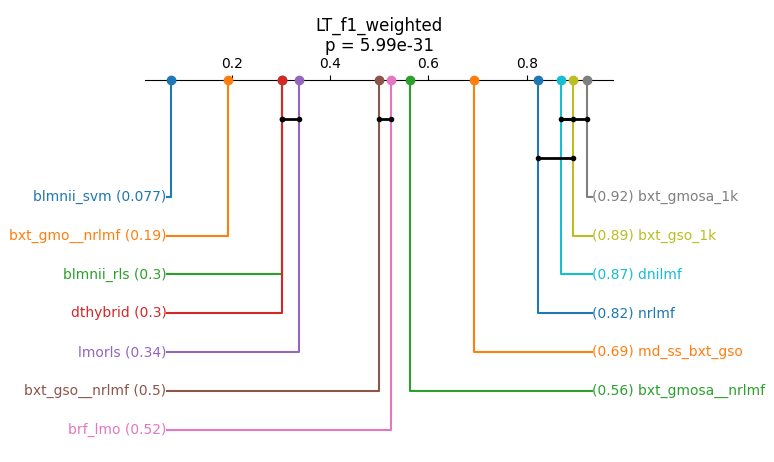 LT_f1_weighted
p = 5.99e-31
0.2 0.4 0.6 0.8
blmnii_svm (0.077) (0.92) bxt_gmosa_1k
bxt_gmo__nrlmf (0.19) (0.89) bxt_gso_1k
blmnii_rls (0.3) (0.87) dnilmf
dthybrid (0.3) (0.82) nrlmf
lmorls (0.34) (0.69) md_ss_bxt_gso
bxt_gso__nrlmf (0.5) (0.56) bxt_gmosa__nrlmf
brf_lmo (0.52)